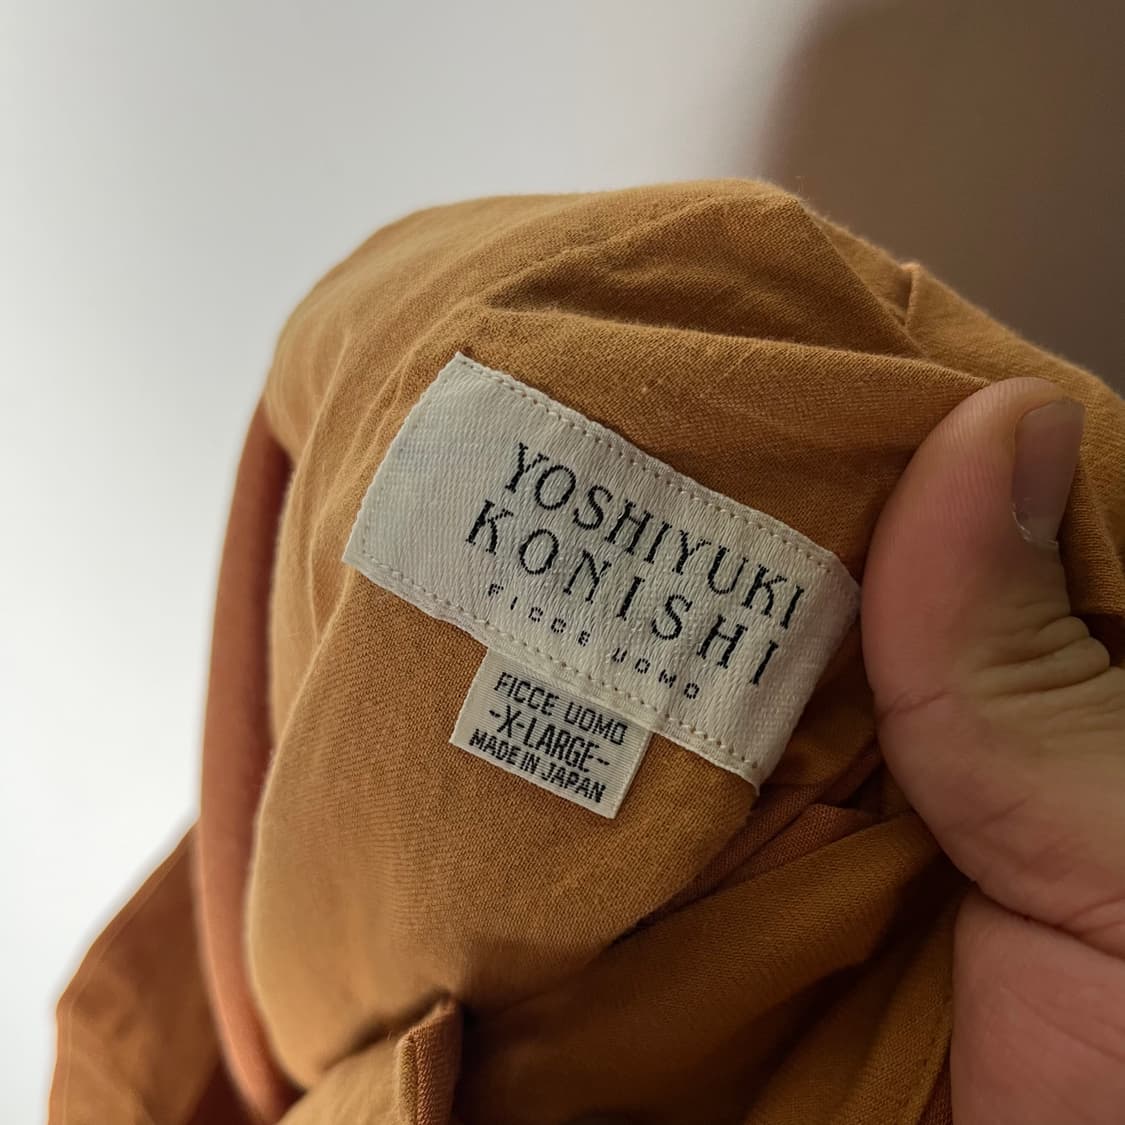 YOSHIYUKI
KONISHI
FICCE UOMO
FICCE UOMO
-X-LARGE-
MADE IN JAPAN